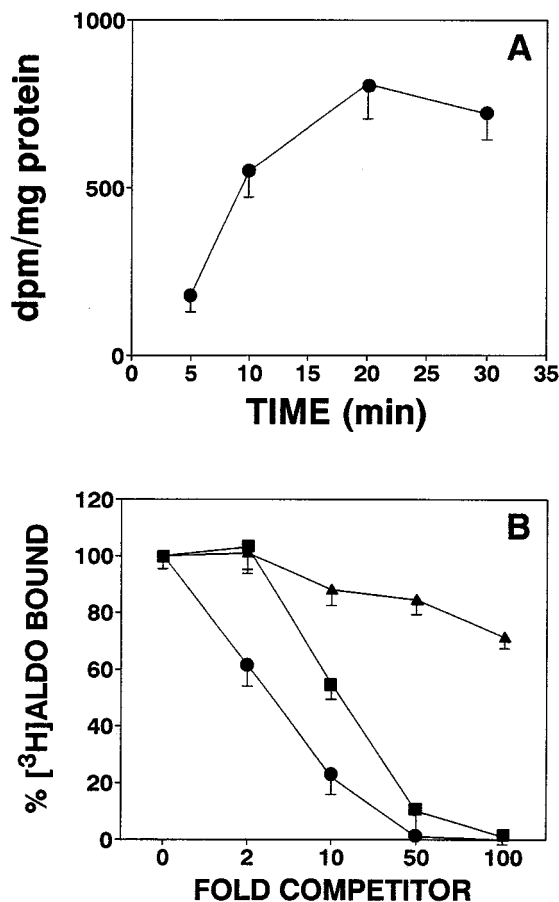 A
dpm/mg protein
1000
500
0
0 5 10 15 20 25 30 35
TIME (min)
B
% [³H]ALDO BOUND
120
100
80
60
40
20
0
0 2 10 50 100
FOLD COMPETITOR